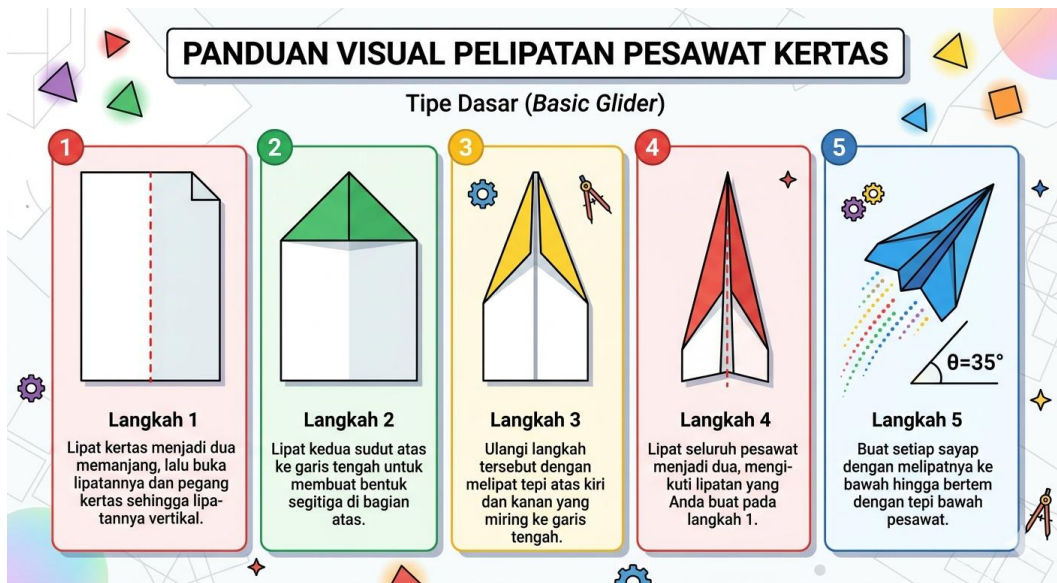 PANDUAN VISUAL PELIPATAN PESAWAT KERTAS
Tipe Dasar (Basic Glider)
1
Langkah 1
Lipat kertas menjadi dua
memanjang, lalu buka
lipatannya dan pegang
kertas sehingga lipa-
tannya vertikal.
2
Langkah 2
Lipat kedua sudut atas
ke garis tengah untuk
membuat bentuk
segitiga di bagian
atas.
3
Langkah 3
Ulangi langkah
tersebut dengan
melipat tepi atas kiri
dan kanan yang
miring ke garis
tengah.
4
Langkah 4
Lipat seluruh pesawat
menjadi dua, mengi-
kuti lipatan yang
Anda buat pada
langkah 1.
5
θ=35°
Langkah 5
Buat setiap sayap
dengan melipatnya ke
bawah hingga bertem
dengan tepi bawah
pesawat.